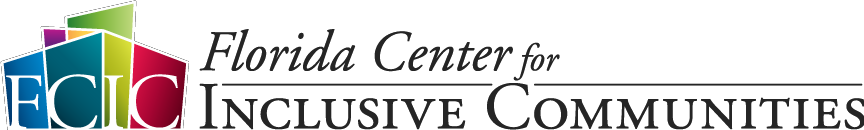 FCIC
Florida Center for
INCLUSIVE COMMUNITIES